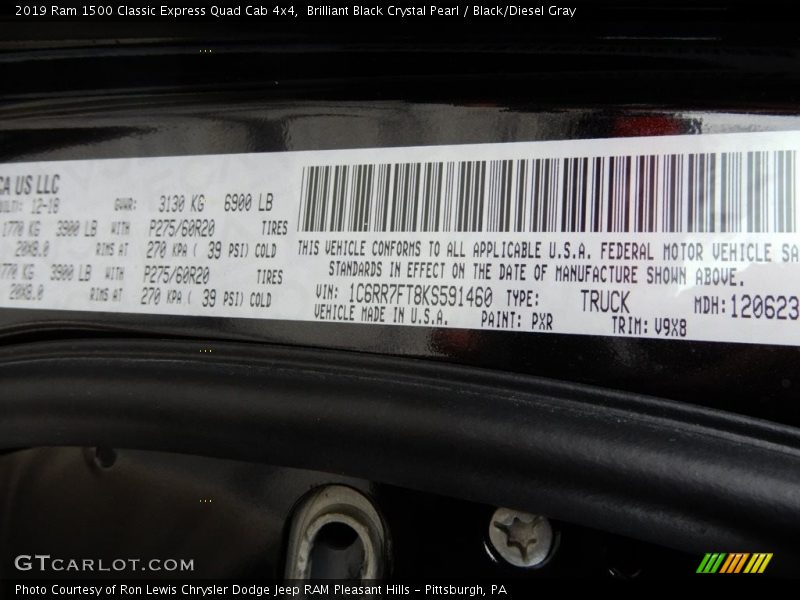 2019 Ram 1500 Classic Express Quad Cab 4x4, Brilliant Black Crystal Pearl / Black/Diesel Gray
CA US LLC
12-18 GVWR: 3130 KG 6900 LB
1770 KG 3900 LB WITH P275/60R20 TIRES
20X8.0 RIMS AT 270 KPA ( 39 PSI) COLD
770 KG 3900 LB WITH P275/60R20 TIRES
20X8.0 RIMS AT 270 KPA ( 39 PSI) COLD
THIS VEHICLE CONFORMS TO ALL APPLICABLE U.S.A. FEDERAL MOTOR VEHICLE SA
STANDARDS IN EFFECT ON THE DATE OF MANUFACTURE SHOWN ABOVE.
VIN: 1C6RR7FT8KS591460 TYPE: TRUCK MDH: 120623
VEHICLE MADE IN U.S.A. PAINT: PXR TRIM: V9X8
GTCARLOT.COM
Photo Courtesy of Ron Lewis Chrysler Dodge Jeep RAM Pleasant Hills - Pittsburgh, PA